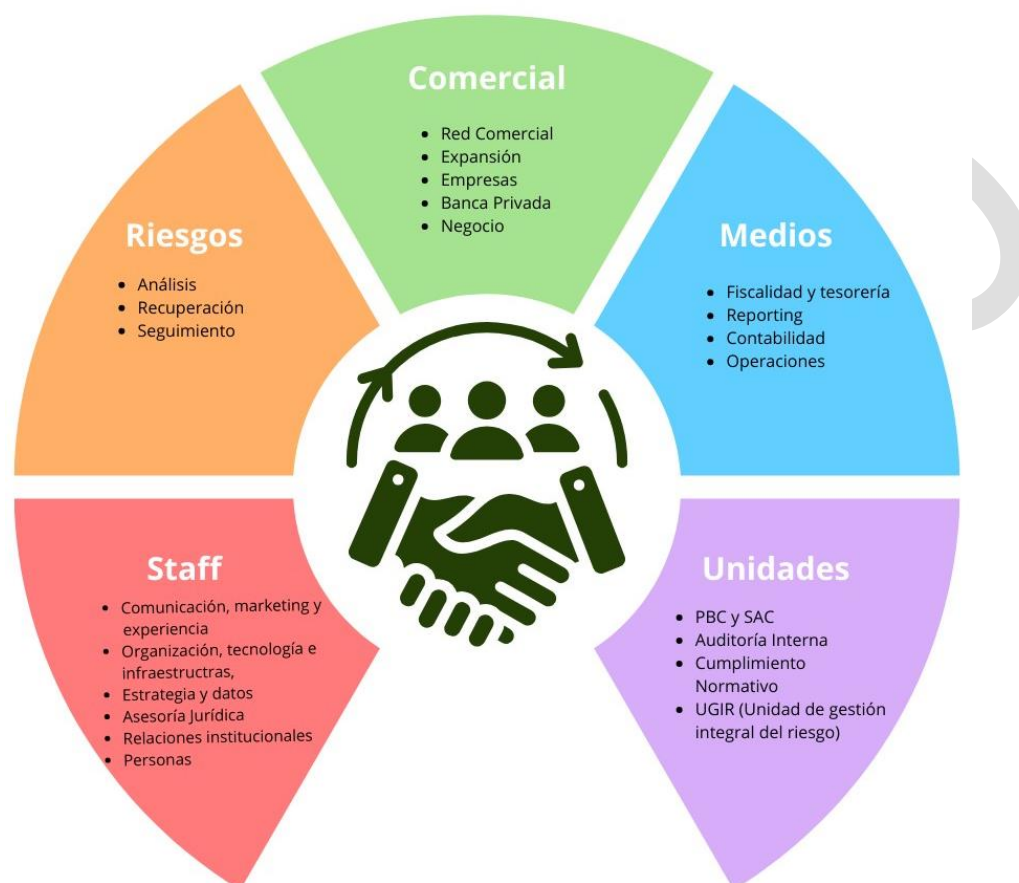 Comercial
• Red Comercial
• Expansión
• Empresas
• Banca Privada
• Negocio
Riesgos
• Análisis
• Recuperación
• Seguimiento
Medios
• Fiscalidad y tesorería
• Reporting
• Contabilidad
• Operaciones
Staff
• Comunicación, marketing y
experiencia
• Organización, tecnología e
infraestructras,
• Estrategia y datos
• Asesoría Jurídica
• Relaciones institucionales
• Personas
Unidades
• PBC y SAC
• Auditoría Interna
• Cumplimiento
Normativo
• UGIR (Unidad de gestión
integral del riesgo)